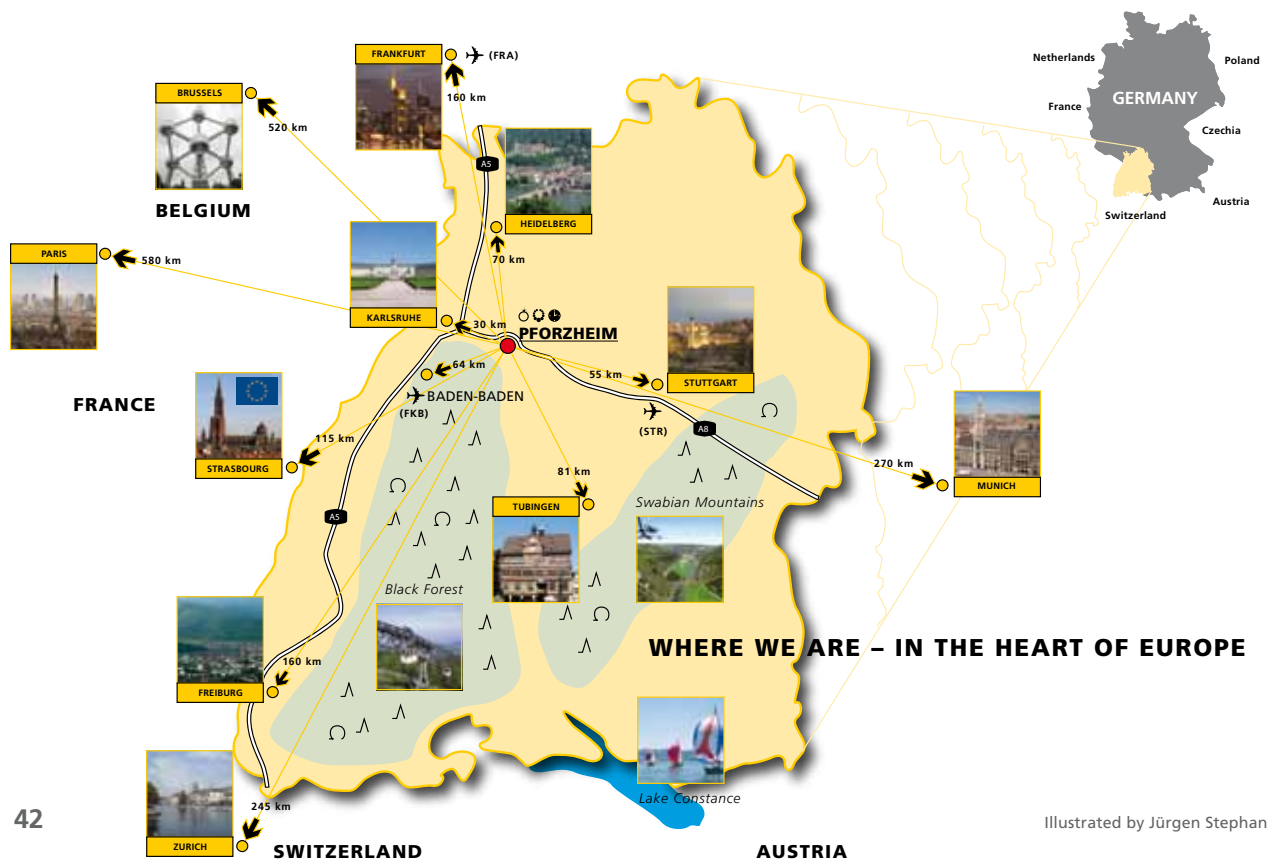 FRANKFURT
(FRA)
160 km
BRUSSELS
520 km
BELGIUM
A5
HEIDELBERG
70 km
PARIS
580 km
KARLSRUHE
30 km
PFORZHEIM
64 km
BADEN-BADEN
(FKB)
55 km
STUTTGART
(STR)
A8
FRANCE
115 km
STRASBOURG
270 km
MUNICH
81 km
TUBINGEN
Swabian Mountains
A5
Black Forest
160 km
FREIBURG
WHERE WE ARE – IN THE HEART OF EUROPE
245 km
ZURICH
SWITZERLAND
Lake Constance
AUSTRIA
Netherlands
Poland
France
GERMANY
Czechia
Austria
Switzerland
42
Illustrated by Jürgen Stephan